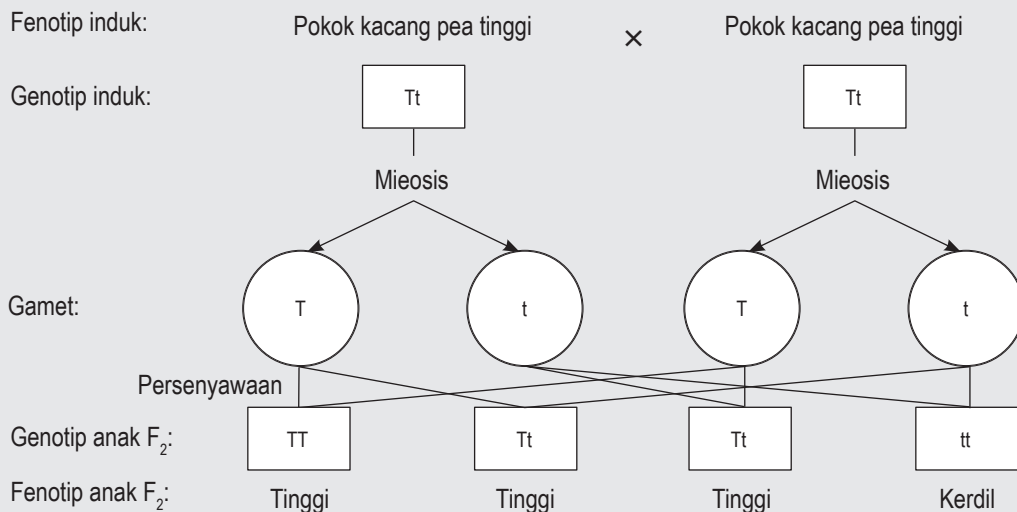 Fenotip induk: Pokok kacang pea tinggi × Pokok kacang pea tinggi
Genotip induk: Tt Tt
Mieosis Mieosis
Gamet: T t T t
Persenyawaan
Genotip anak F₂: TT Tt Tt tt
Fenotip anak F₂: Tinggi Tinggi Tinggi Kerdil